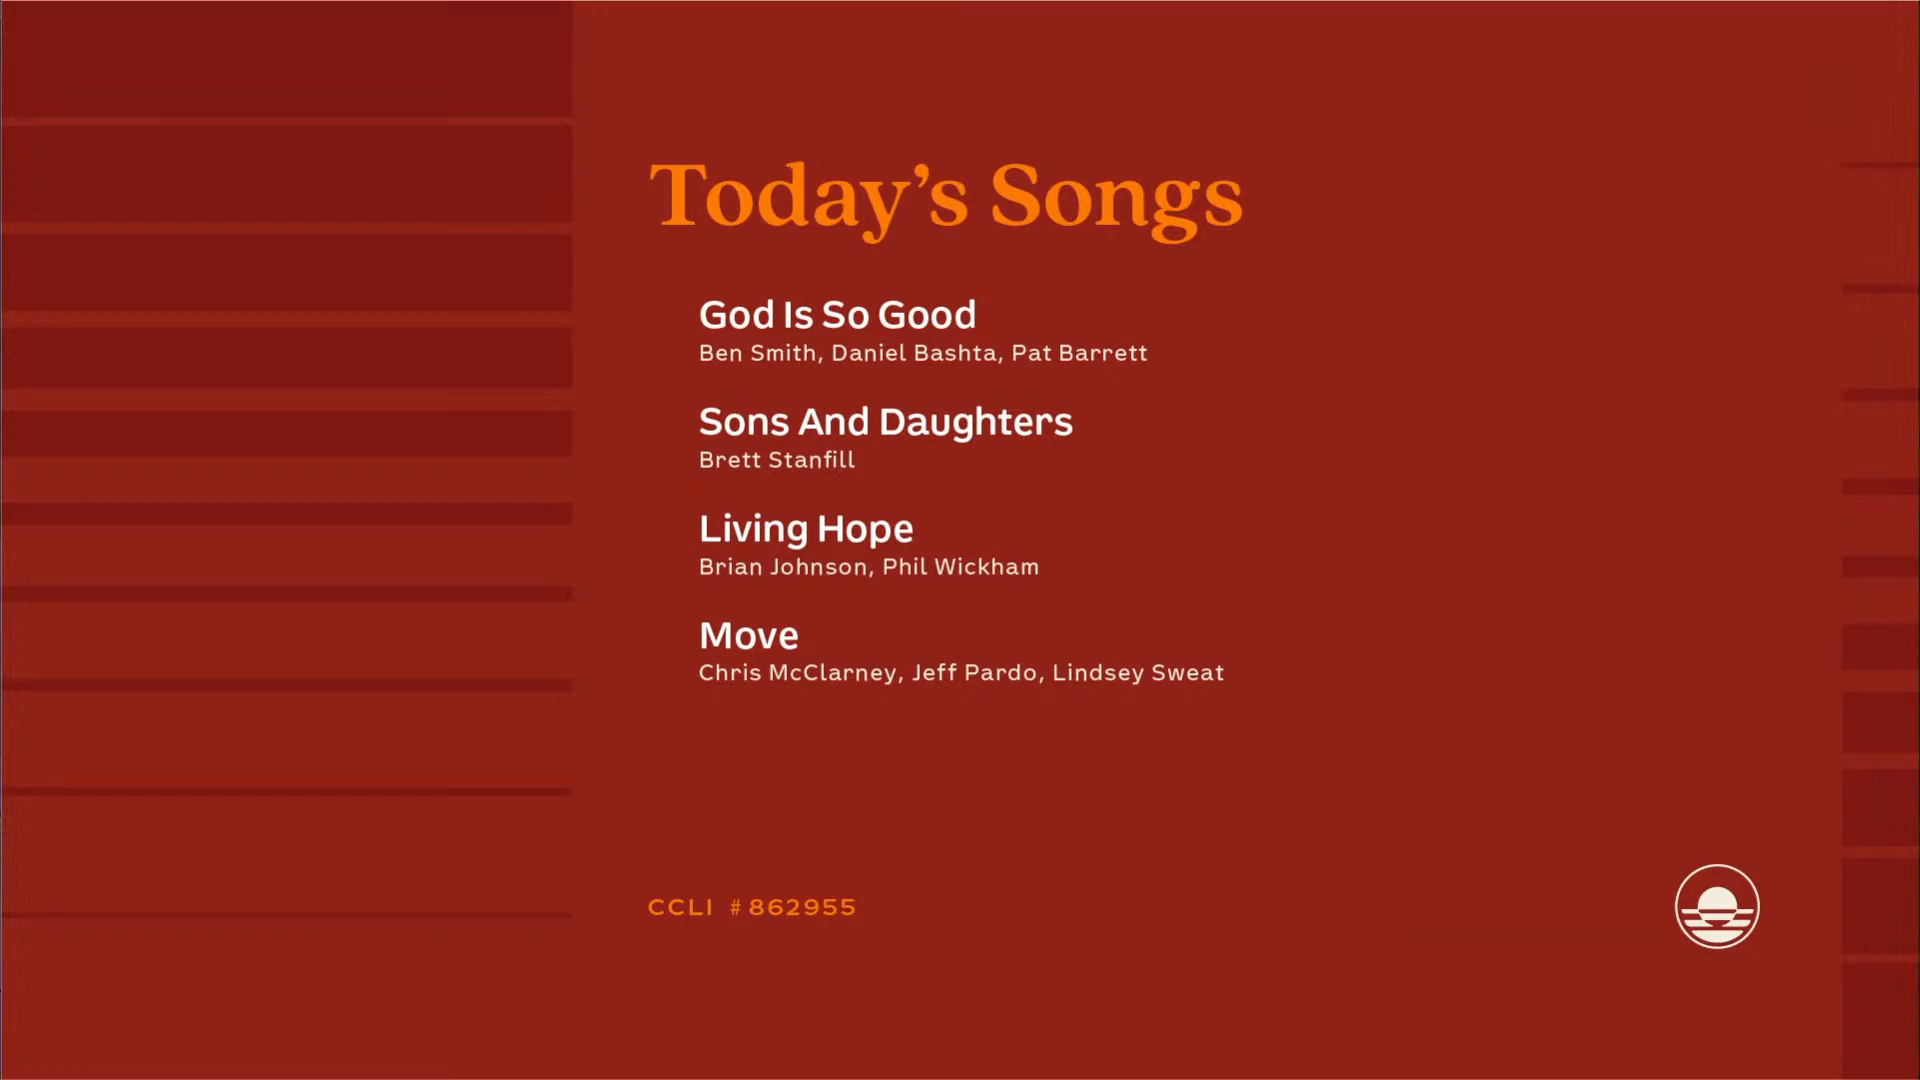 Today’s Songs
God Is So Good
Ben Smith, Daniel Bashta, Pat Barrett
Sons And Daughters
Brett Stanfill
Living Hope
Brian Johnson, Phil Wickham
Move
Chris McClarney, Jeff Pardo, Lindsey Sweat
CCLI #862955